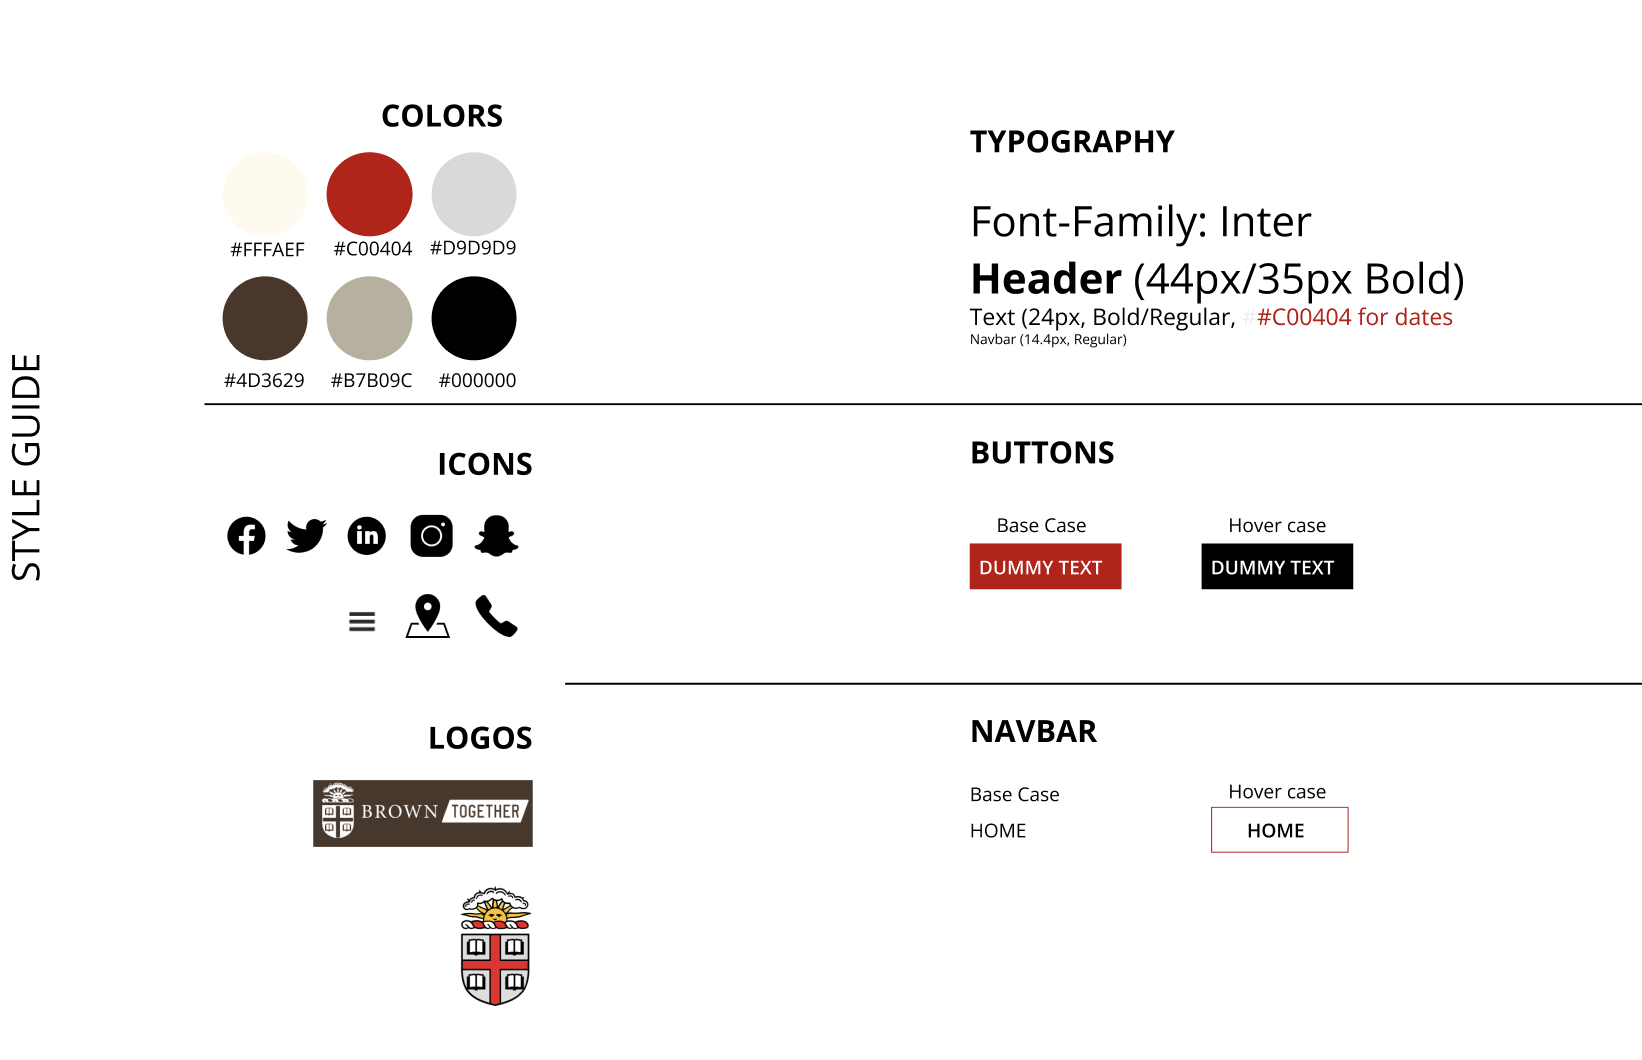 STYLE GUIDE
COLORS
#FFFAEF #C00404 #D9D9D9
#4D3629 #B7B09C #000000
TYPOGRAPHY
Font-Family: Inter
Header (44px/35px Bold)
Text (24px, Bold/Regular, ##C00404 for dates
Navbar (14.4px, Regular)
ICONS
in
BUTTONS
Base Case Hover case
DUMMY TEXT DUMMY TEXT
LOGOS
BROWN TOGETHER
NAVBAR
Base Case Hover case
HOME HOME